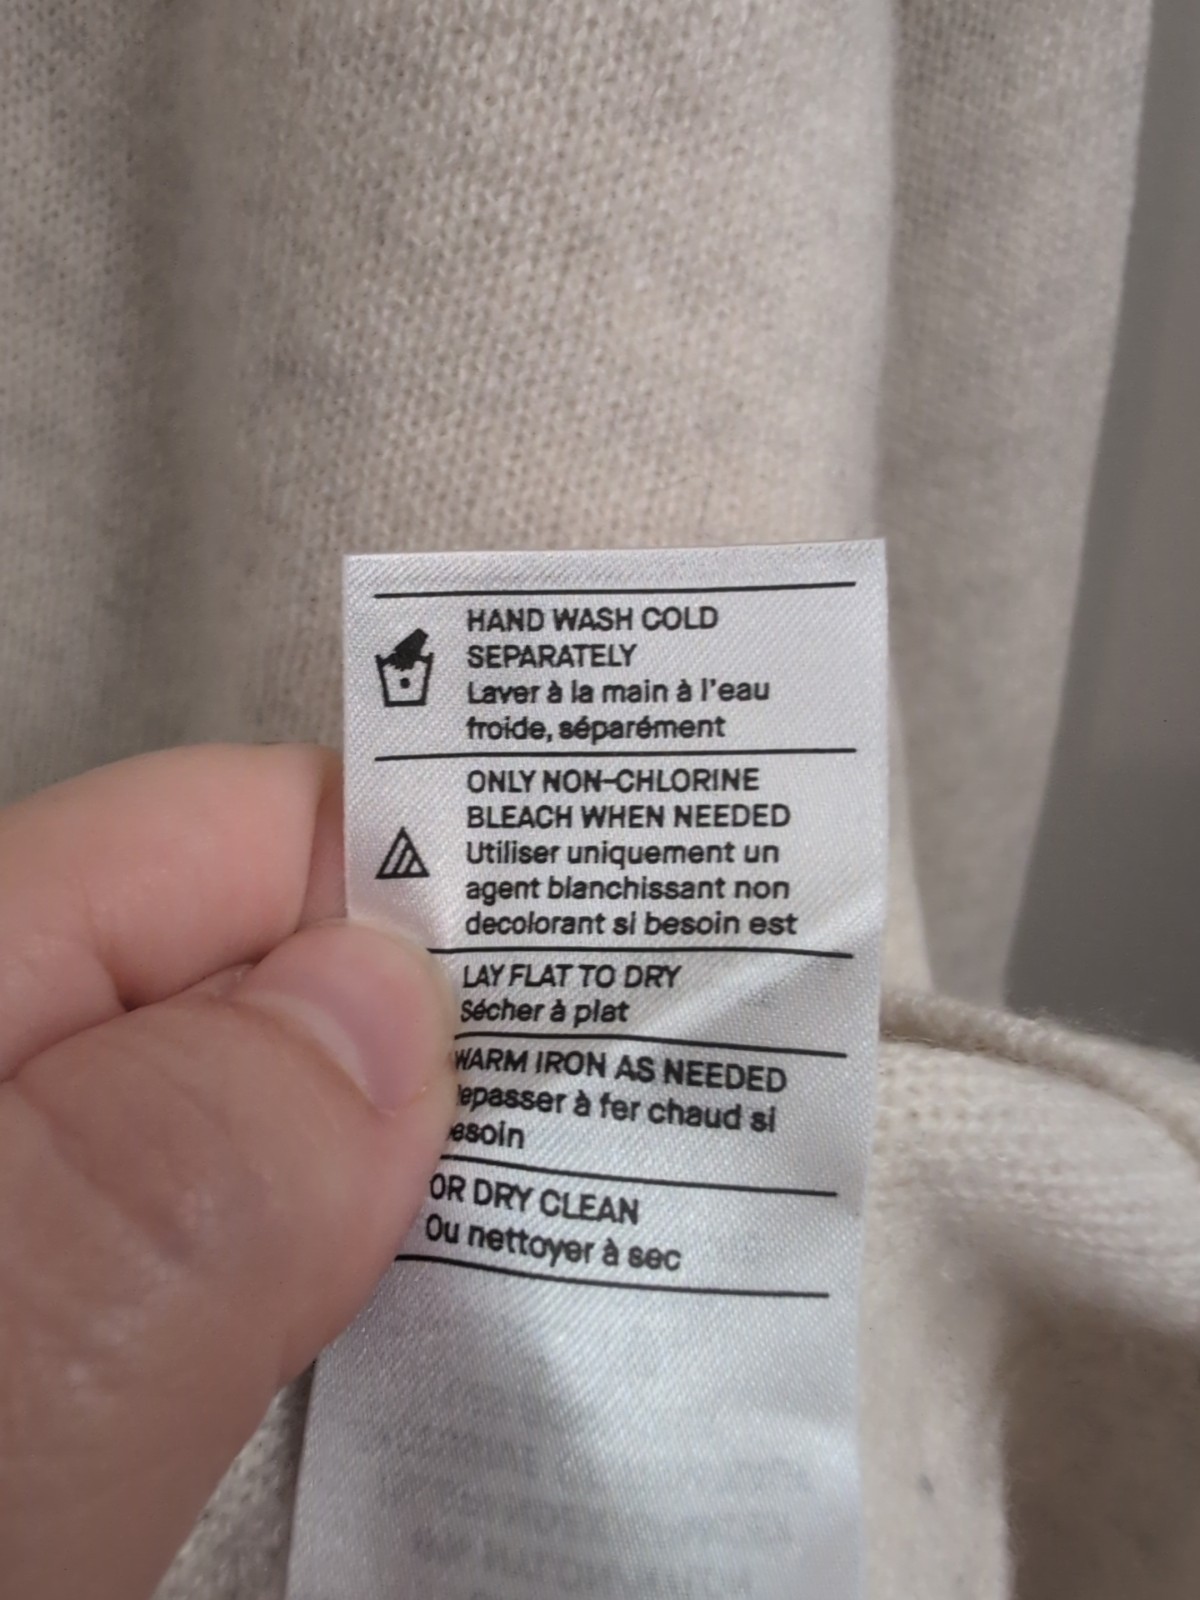 HAND WASH COLD
SEPARATELY
Laver à la main à l'eau
froide, séparément
ONLY NON-CHLORINE
BLEACH WHEN NEEDED
Utiliser uniquement un
agent blanchissant non
decolorant si besoin est
LAY FLAT TO DRY
Sécher à plat
WARM IRON AS NEEDED
epasser à fer chaud si
esoin
OR DRY CLEAN
Ou nettoyer à sec